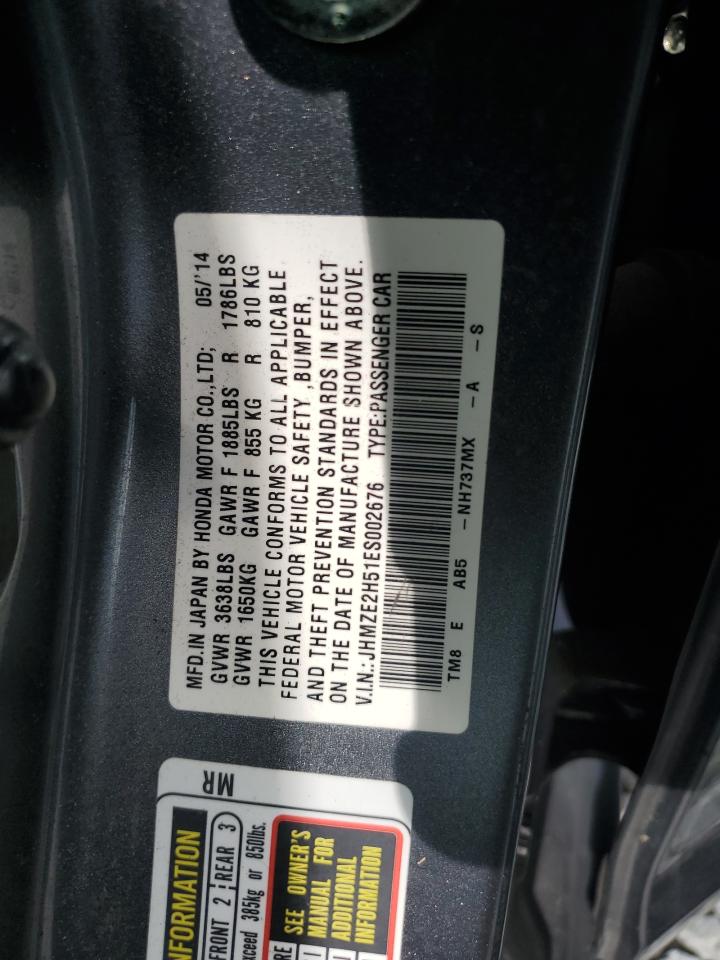 MFD.IN JAPAN BY HONDA MOTOR CO.,LTD; 05/'14
GVWR 3638LBS GAWR F 1885LBS R 1786LBS
GVWR 1650KG GAWR F 855 KG R 810 KG
THIS VEHICLE CONFORMS TO ALL APPLICABLE
FEDERAL MOTOR VEHICLE SAFETY ,BUMPER,
AND THEFT PREVENTION STANDARDS IN EFFECT
ON THE DATE OF MANUFACTURE SHOWN ABOVE.
V.I.N.: JHMZE2H51ES002676 TYPE:PASSENGER CAR
TM8 E AB5 -NH737MX -A -S
MR
NFORMATION
FRONT 2 REAR 3
xceed 385kg or 850lbs.
SEE OWNER'S
MANUAL FOR
ADDITIONAL
INFORMATION